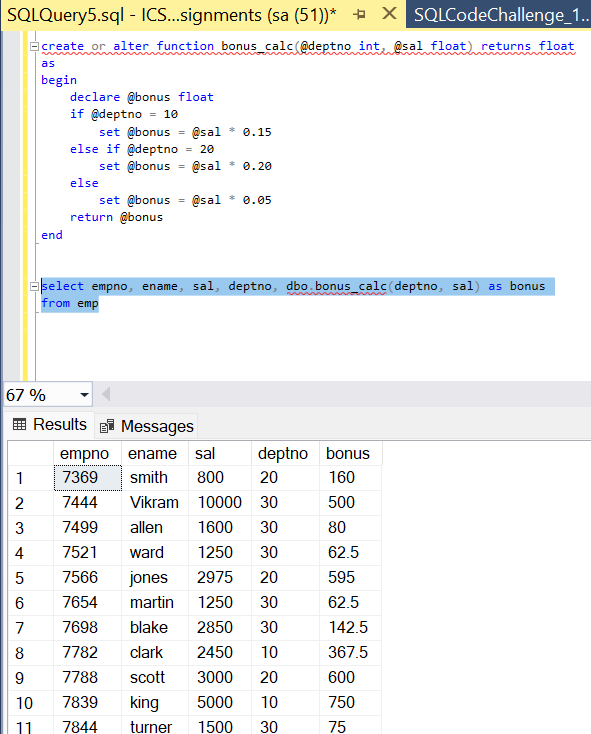 SQLQuery5.sql - ICS...signments (sa (51))* SQLCodeChallenge_1...
create or alter function bonus_calc(@deptno int, @sal float) returns float
as
begin
declare @bonus float
if @deptno = 10
set @bonus = @sal * 0.15
else if @deptno = 20
set @bonus = @sal * 0.20
else
set @bonus = @sal * 0.05
return @bonus
end
select empno, ename, sal, deptno, dbo.bonus_calc(deptno, sal) as bonus
from emp
67 %
Results Messages
empno ename sal deptno bonus
1 7369 smith 800 20 160
2 7444 Vikram 10000 30 500
3 7499 allen 1600 30 80
4 7521 ward 1250 30 62.5
5 7566 jones 2975 20 595
6 7654 martin 1250 30 62.5
7 7698 blake 2850 30 142.5
8 7782 clark 2450 10 367.5
9 7788 scott 3000 20 600
10 7839 king 5000 10 750
11 7844 turner 1500 30 75